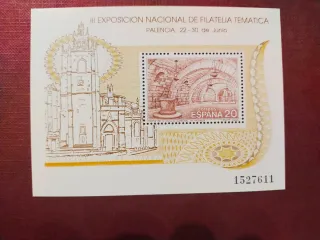 III EXPOSICION NACIONAL DE FILATELIA TEMATICA
PALENCIA, 22-30 de Junio
ESPAÑA 20
1527611